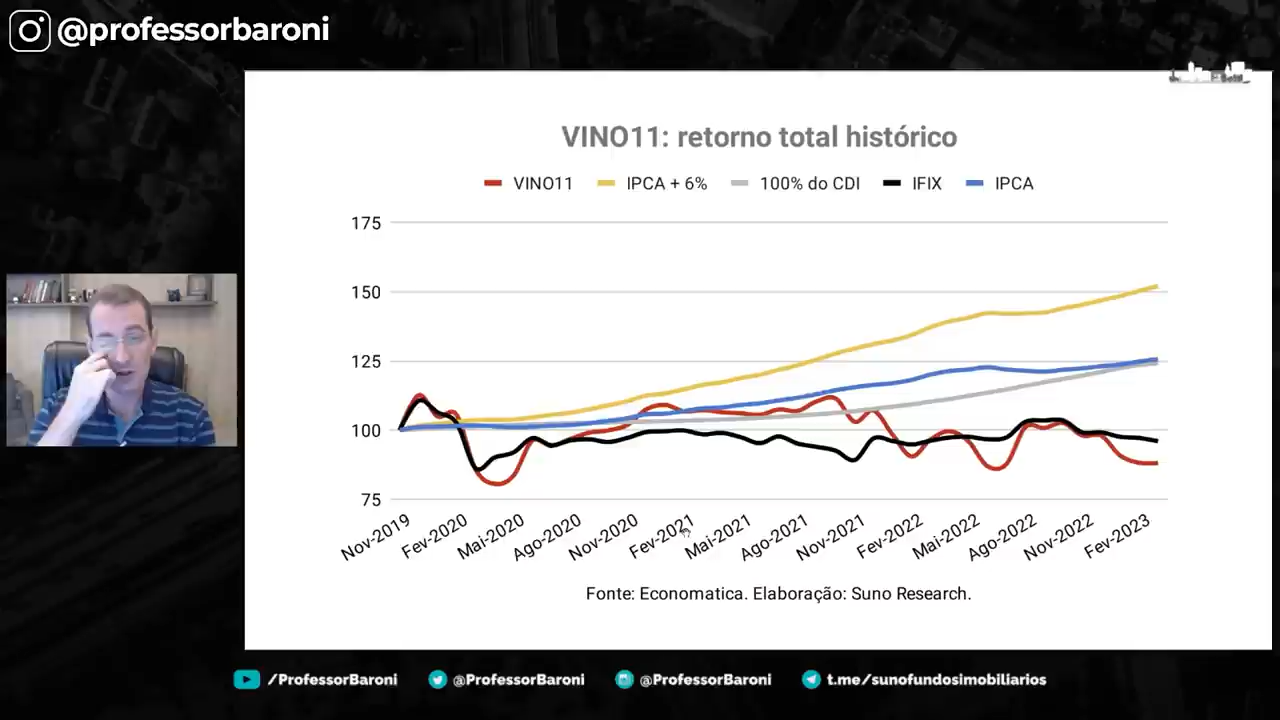 @professorbaroni
VINO11: retorno total histórico
VINO11 IPCA + 6% 100% do CDI IFIX IPCA
175
150
125
100
75
Nov-2019 Fev-2020 Mai-2020 Ago-2020 Nov-2020 Fev-2021 Mai-2021 Ago-2021 Nov-2021 Fev-2022 Mai-2022 Ago-2022 Nov-2022 Fev-2023
Fonte: Economatica. Elaboração: Suno Research.
/ProfessorBaroni @ProfessorBaroni @ProfessorBaroni t.me/sunofundosimobiliarios